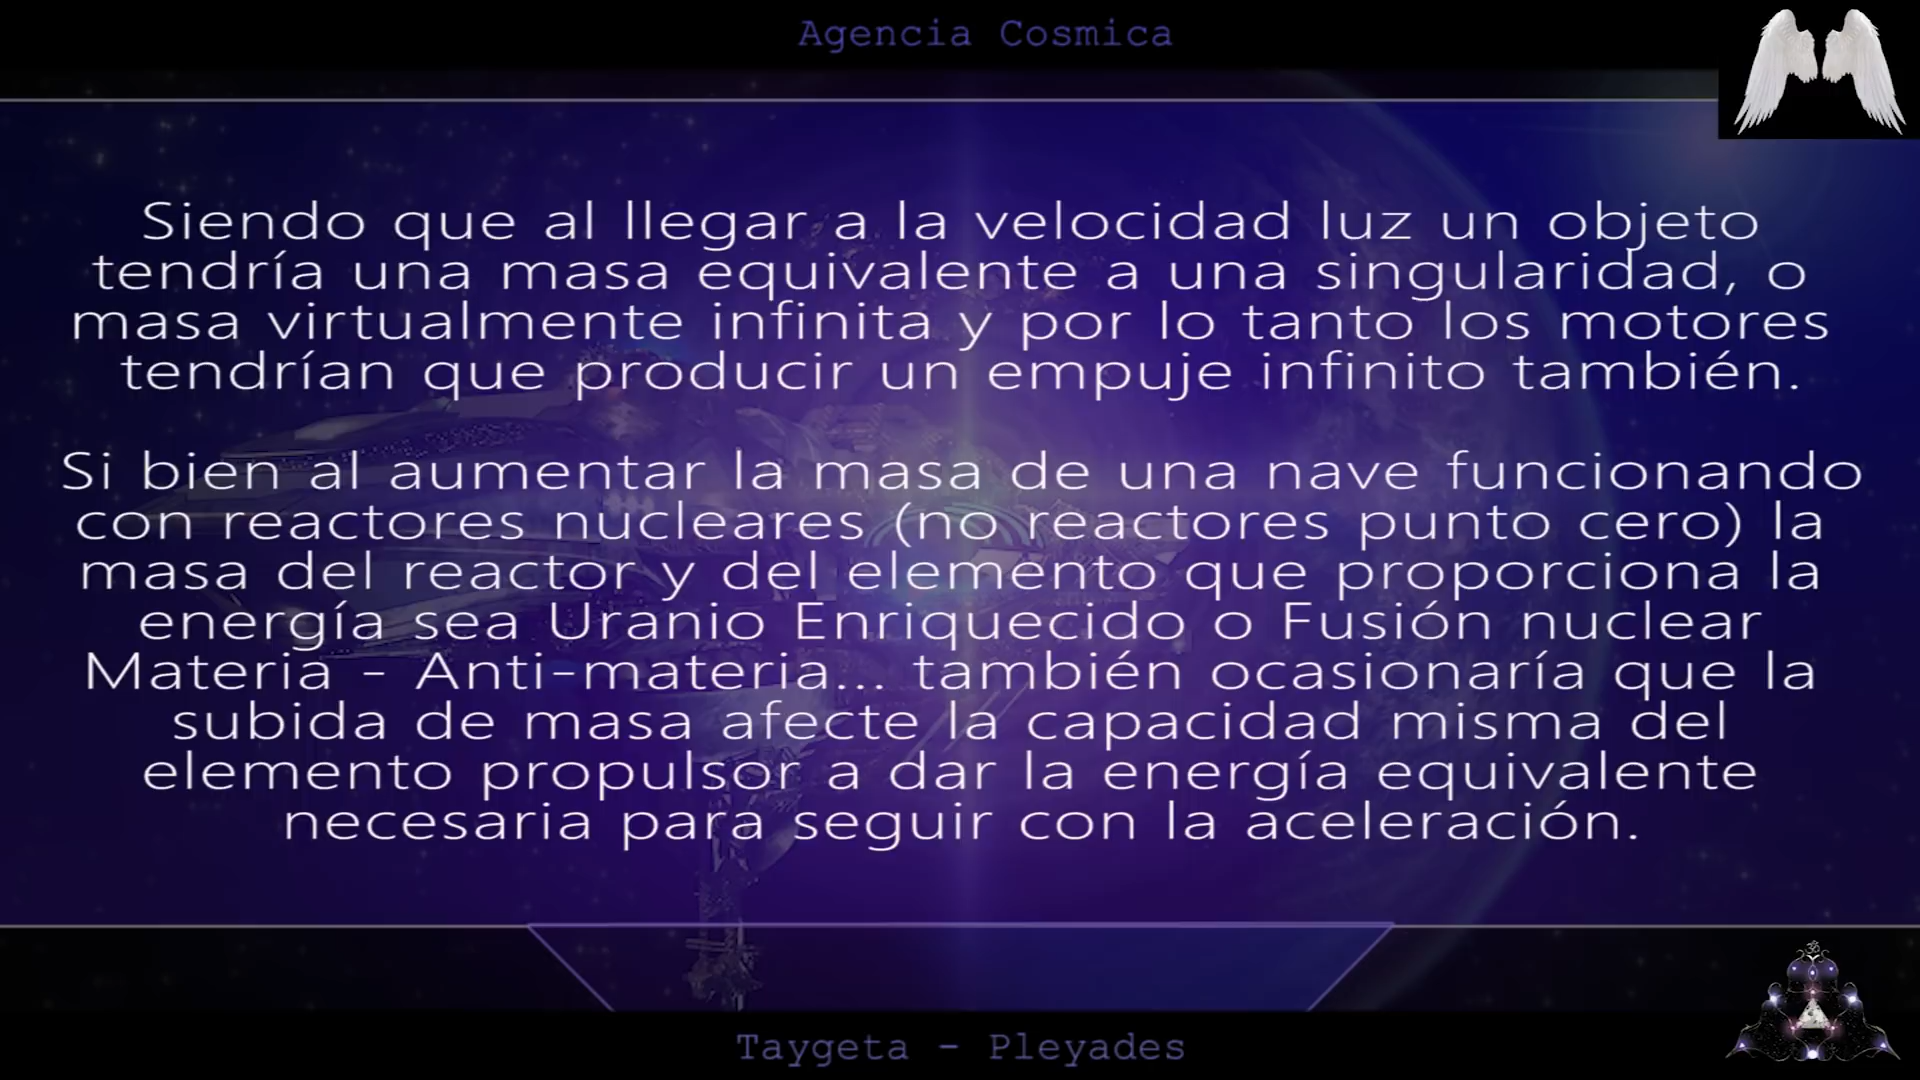 Agencia Cosmica
Siendo que al llegar a la velocidad luz un objeto
tendría una masa equivalente a una singularidad, o
masa virtualmente infinita y por lo tanto los motores
tendrían que producir un empuje infinito también.
Si bien al aumentar la masa de una nave funcionando
con reactores nucleares (no reactores punto cero) la
masa del reactor y del elemento que proporciona la
energía sea Uranio Enriquecido o Fusión nuclear
Materia - Anti-materia... también ocasionaría que la
subida de masa afecte la capacidad misma del
elemento propulsor a dar la energía equivalente
necesaria para seguir con la aceleración.
ॐ
Taygeta - Pleyades